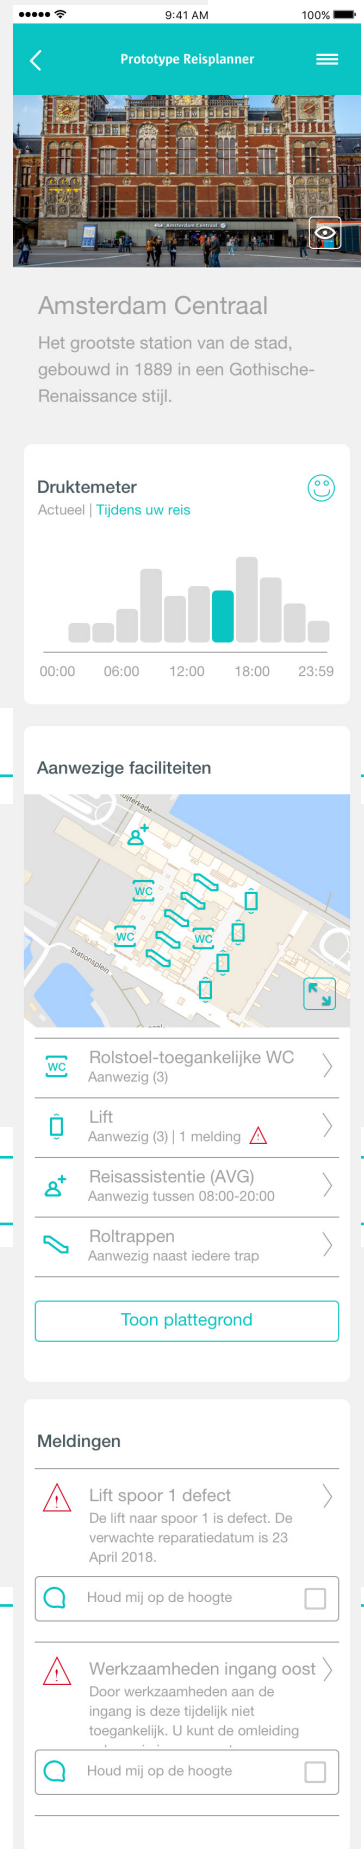 9:41 AM 100%
Prototype Reisplanner
Amsterdam Centraal
Amsterdam Centraal
Het grootste station van de stad,
gebouwd in 1889 in een Gothische-
Renaissance stijl.
Druktemeter
Actueel | Tijdens uw reis
00:00 06:00 12:00 18:00 23:59
Aanwezige faciliteiten
WC
WC
WC
Stationsplein
WC
Rolstoel-toegankelijke WC
Aanwezig (3)
Lift
Aanwezig (3) | 1 melding
Reisassistentie (AVG)
Aanwezig tussen 08:00-20:00
Roltrappen
Aanwezig naast iedere trap
Toon plattegrond
Meldingen
Lift spoor 1 defect
De lift naar spoor 1 is defect. De
verwachte reparatiedatum is 23
April 2018.
Houd mij op de hoogte
Werkzaamheden ingang oost
Door werkzaamheden aan de
ingang is deze tijdelijk niet
toegankelijk. U kunt de omleiding
Houd mij op de hoogte